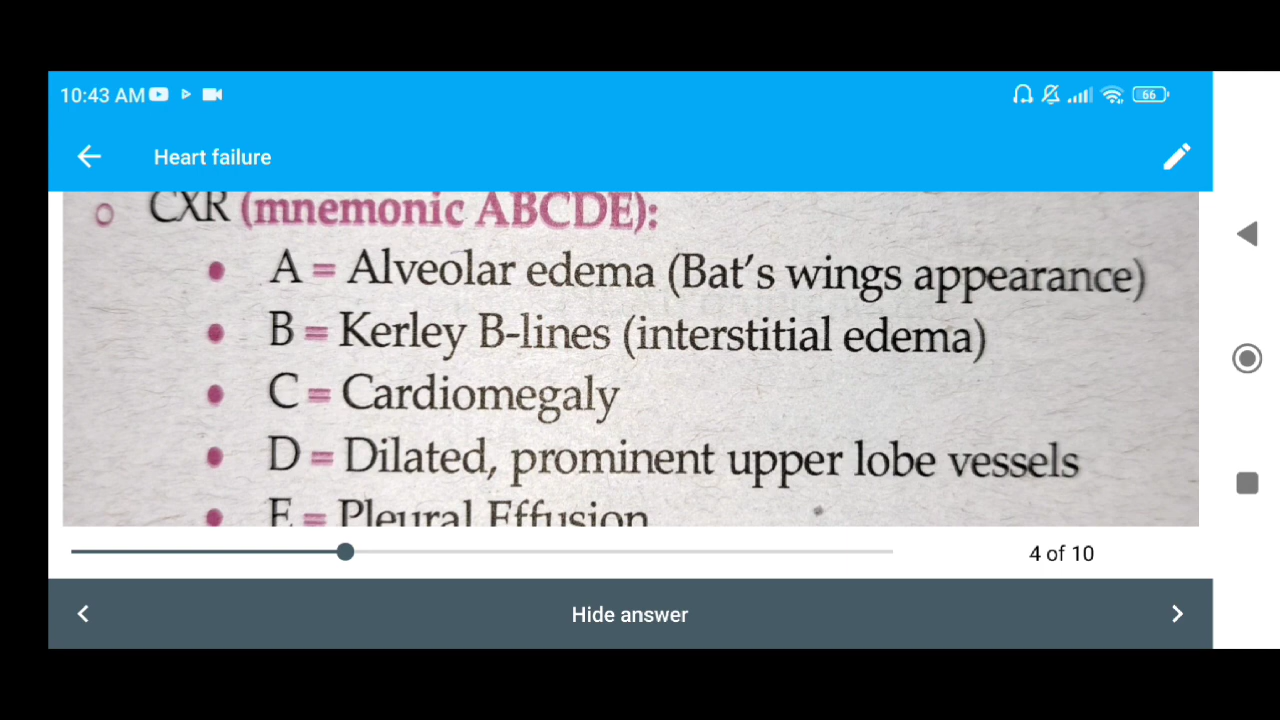 10:43 AM
66
Heart failure
CXR (mnemonic ABCDE):
A = Alveolar edema (Bat's wings appearance)
B = Kerley B-lines (interstitial edema)
C = Cardiomegaly
D = Dilated, prominent upper lobe vessels
E = Pleural Effusion
4 of 10
Hide answer